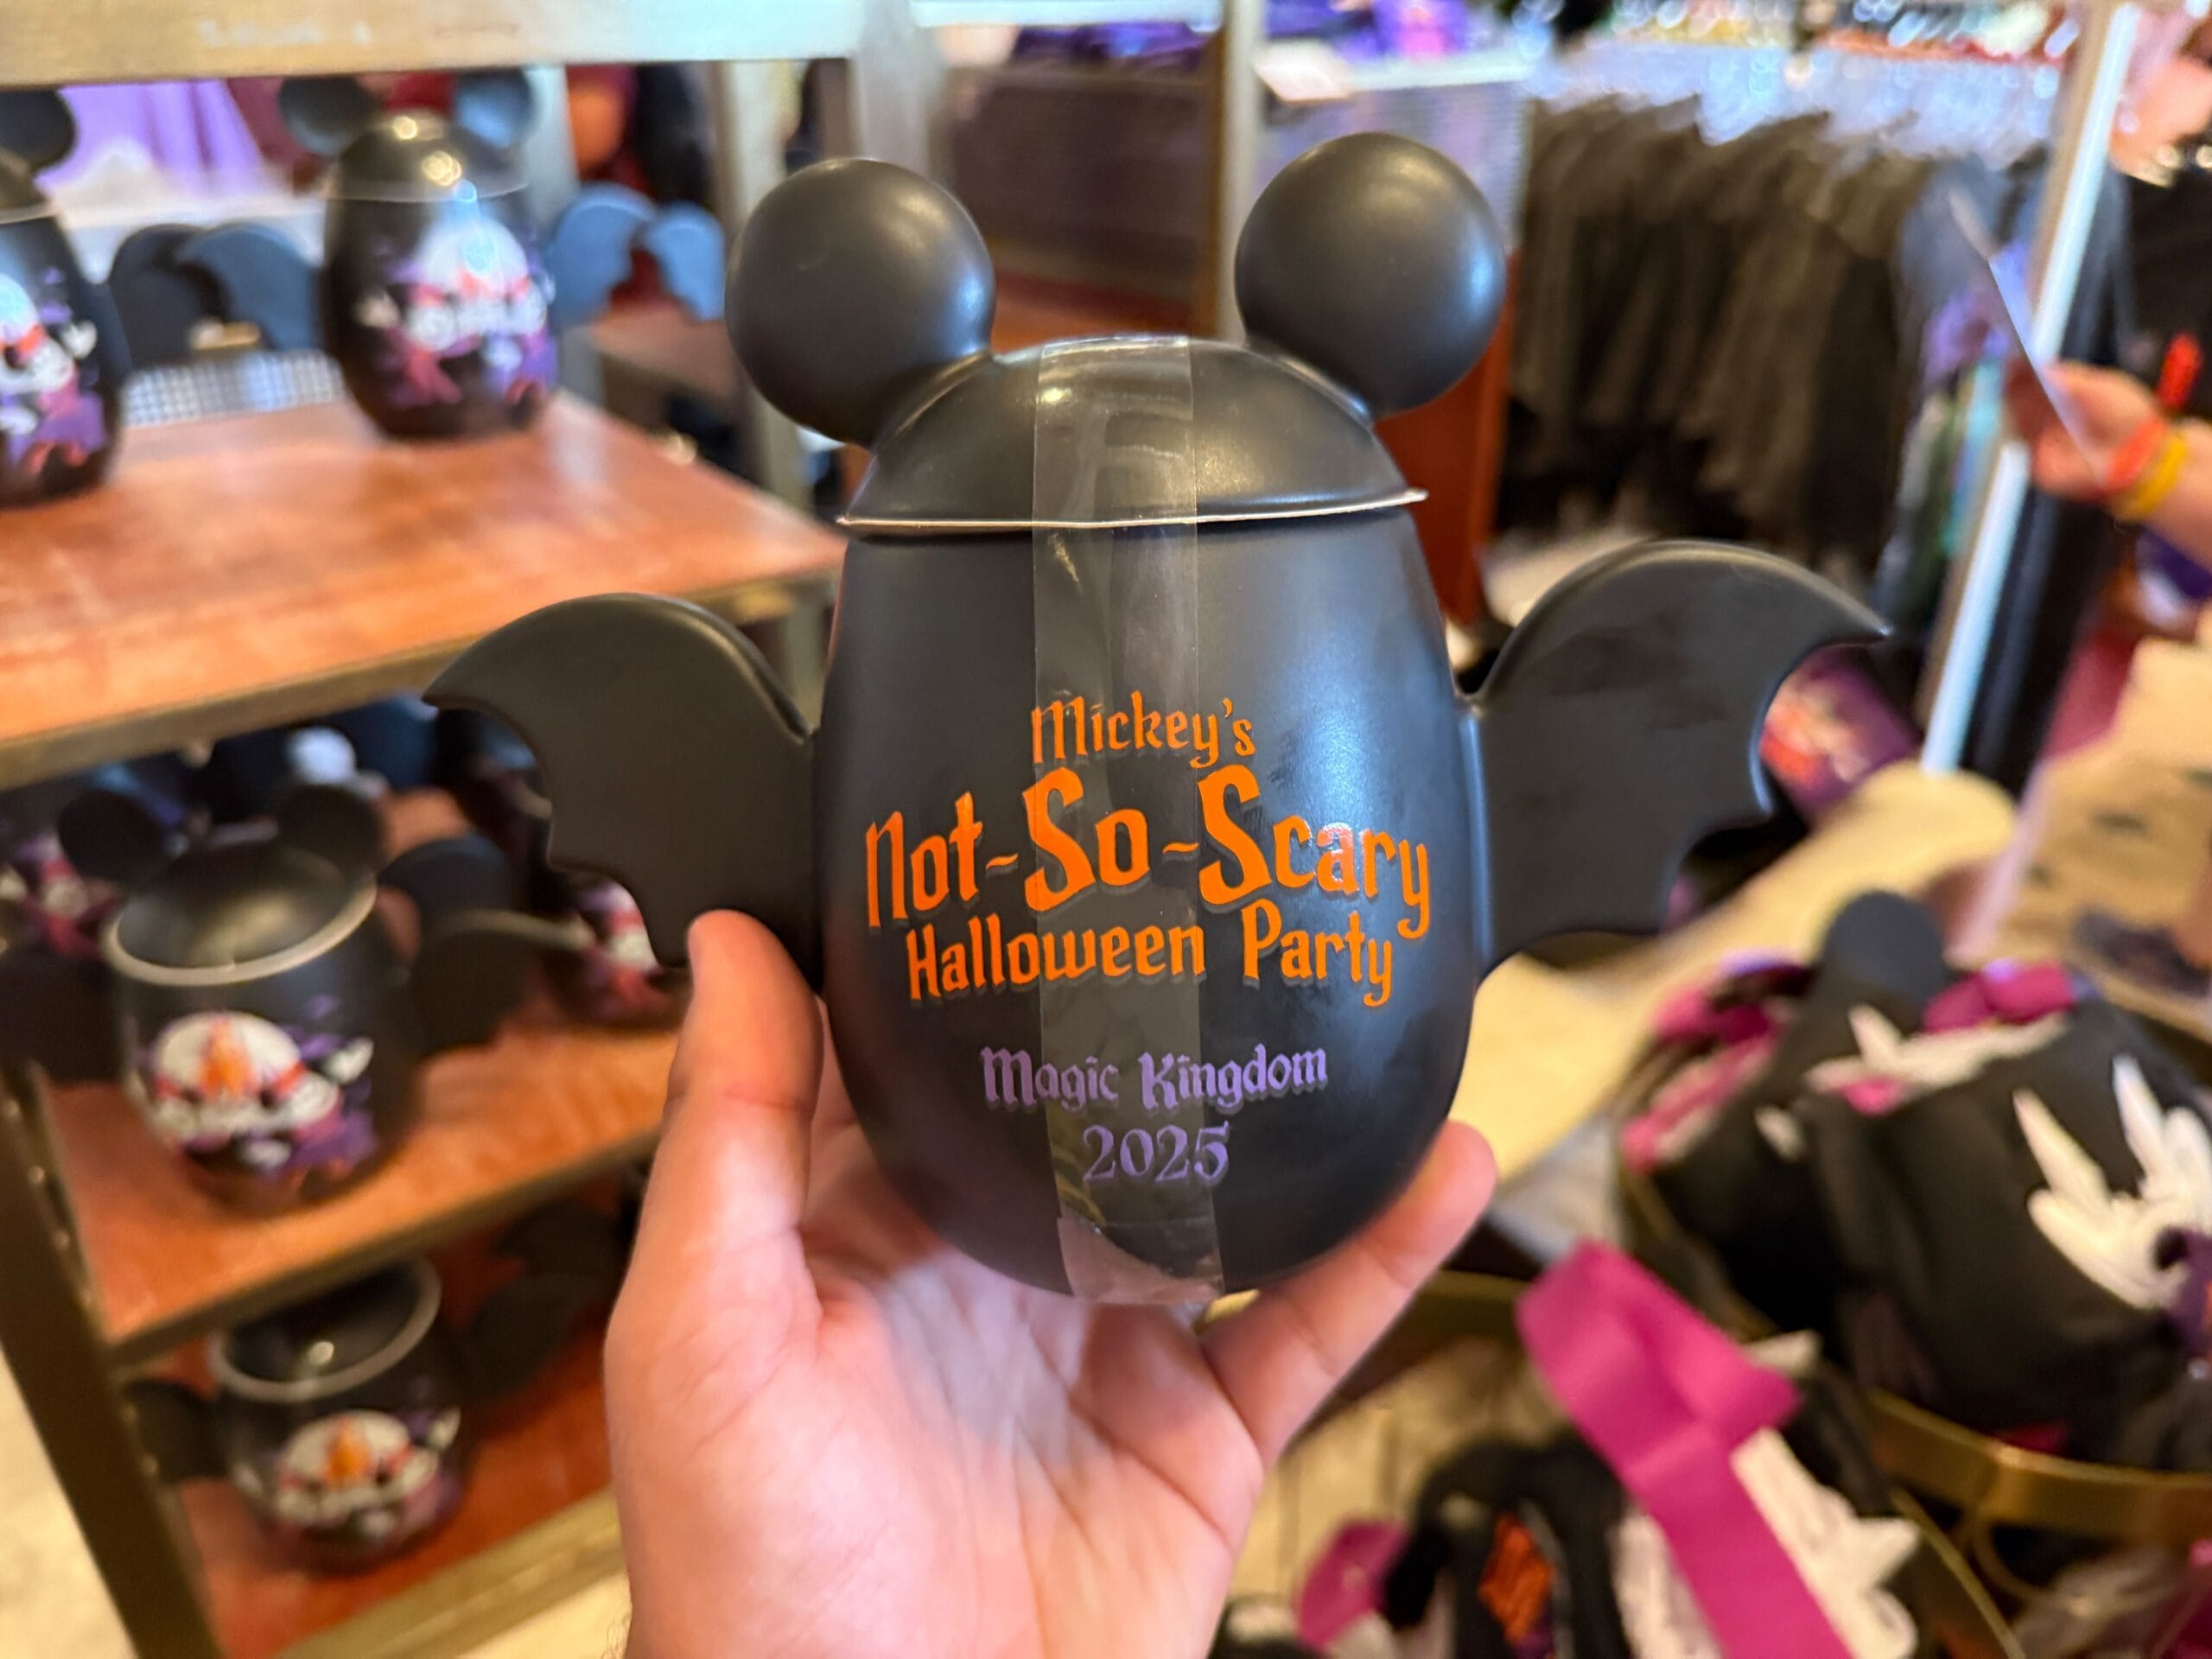 Mickey's
Not-So-Scary
Halloween Party
Magic Kingdom
2025